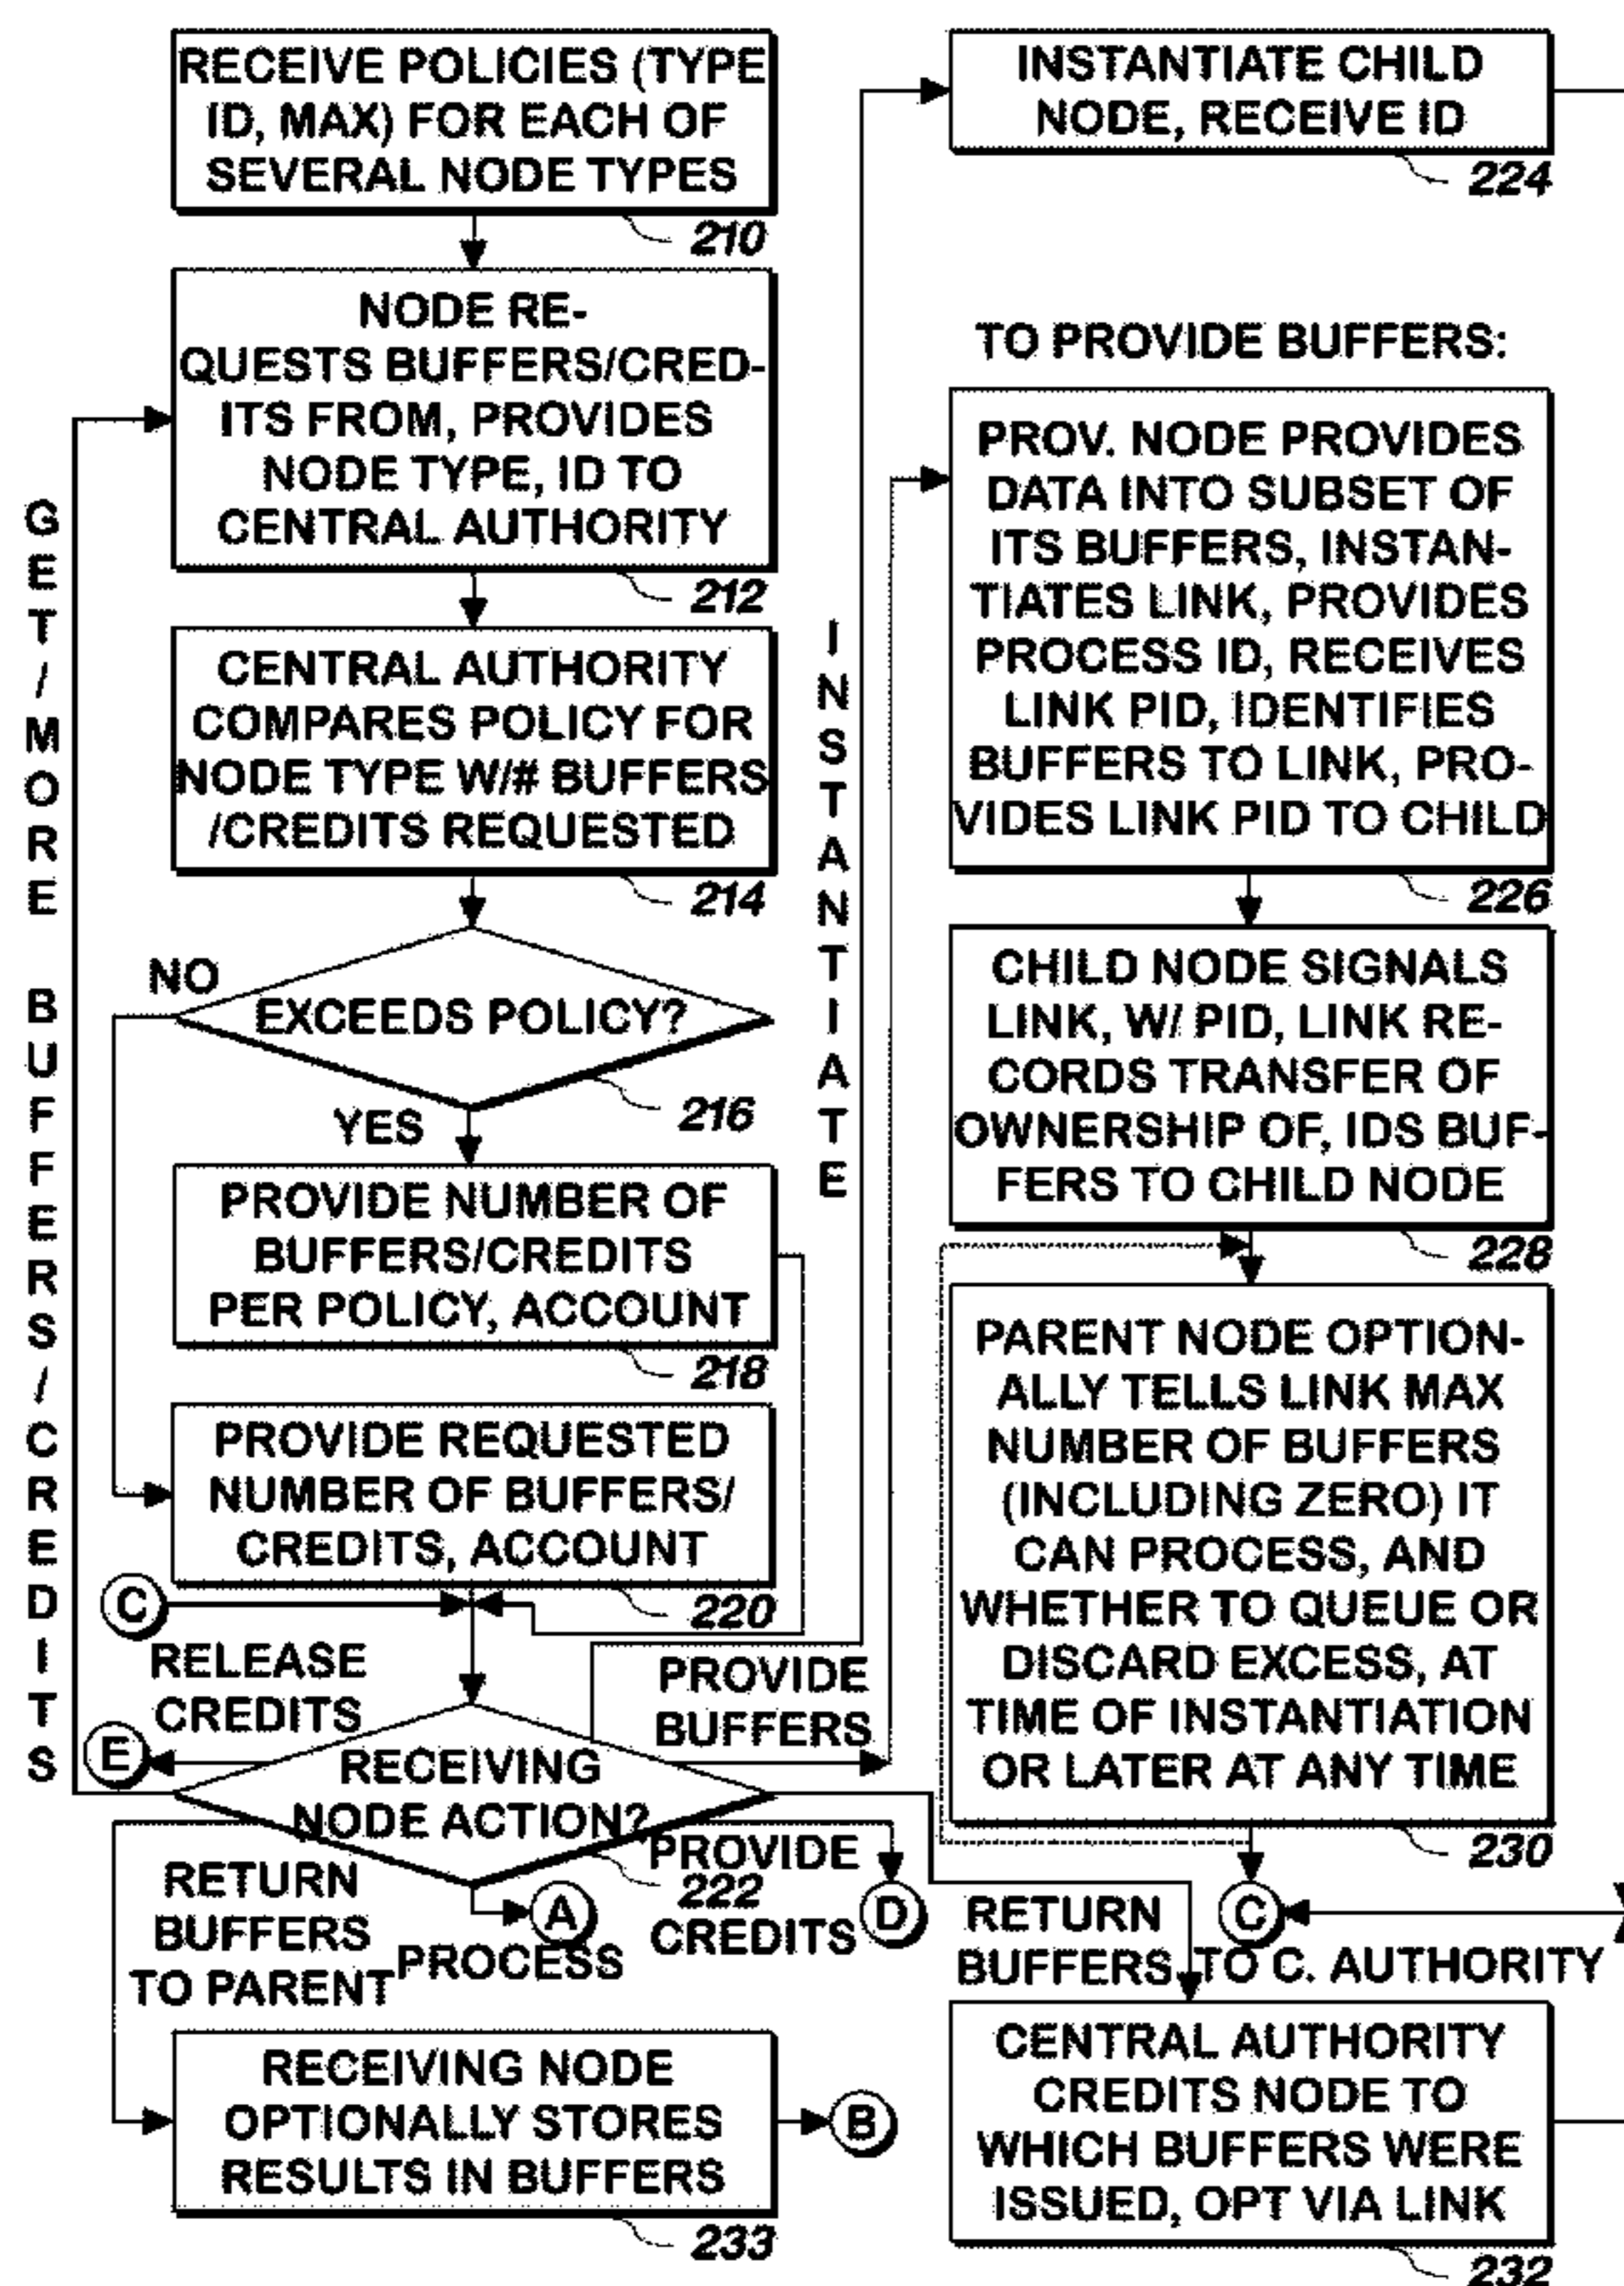 RECEIVE POLICIES (TYPE
ID, MAX) FOR EACH OF
SEVERAL NODE TYPES
210
NODE RE-
QUESTS BUFFERS/CRED-
ITS FROM, PROVIDES
NODE TYPE, ID TO
CENTRAL AUTHORITY
212
CENTRAL AUTHORITY
COMPARES POLICY FOR
NODE TYPE W/# BUFFERS
/CREDITS REQUESTED
214
NO
EXCEEDS POLICY?
216
YES
PROVIDE NUMBER OF
BUFFERS/CREDITS
PER POLICY, ACCOUNT
218
PROVIDE REQUESTED
NUMBER OF BUFFERS/
CREDITS, ACCOUNT
220
C
RELEASE
CREDITS
E
PROVIDE
BUFFERS
RECEIVING
NODE ACTION?
222
PROVIDE
CREDITS
D
A
PROCESS
RETURN
BUFFERS
TO PARENT
RECEIVING NODE
OPTIONALLY STORES
RESULTS IN BUFFERS
233
B
GET/MORE BUFFERS/CREDITS
INSTANTIATE
INSTANTIATE CHILD
NODE, RECEIVE ID
224
TO PROVIDE BUFFERS:
PROV. NODE PROVIDES
DATA INTO SUBSET OF
ITS BUFFERS, INSTAN-
TIATES LINK, PROVIDES
PROCESS ID, RECEIVES
LINK PID, IDENTIFIES
BUFFERS TO LINK, PRO-
VIDES LINK PID TO CHILD
226
CHILD NODE SIGNALS
LINK, W/ PID, LINK RE-
CORDS TRANSFER OF
OWNERSHIP OF, IDS BUF-
FERS TO CHILD NODE
228
PARENT NODE OPTION-
ALLY TELLS LINK MAX
NUMBER OF BUFFERS
(INCLUDING ZERO) IT
CAN PROCESS, AND
WHETHER TO QUEUE OR
DISCARD EXCESS, AT
TIME OF INSTANTIATION
OR LATER AT ANY TIME
230
C
RETURN
BUFFERS TO C. AUTHORITY
CENTRAL AUTHORITY
CREDITS NODE TO
WHICH BUFFERS WERE
ISSUED, OPT VIA LINK
232